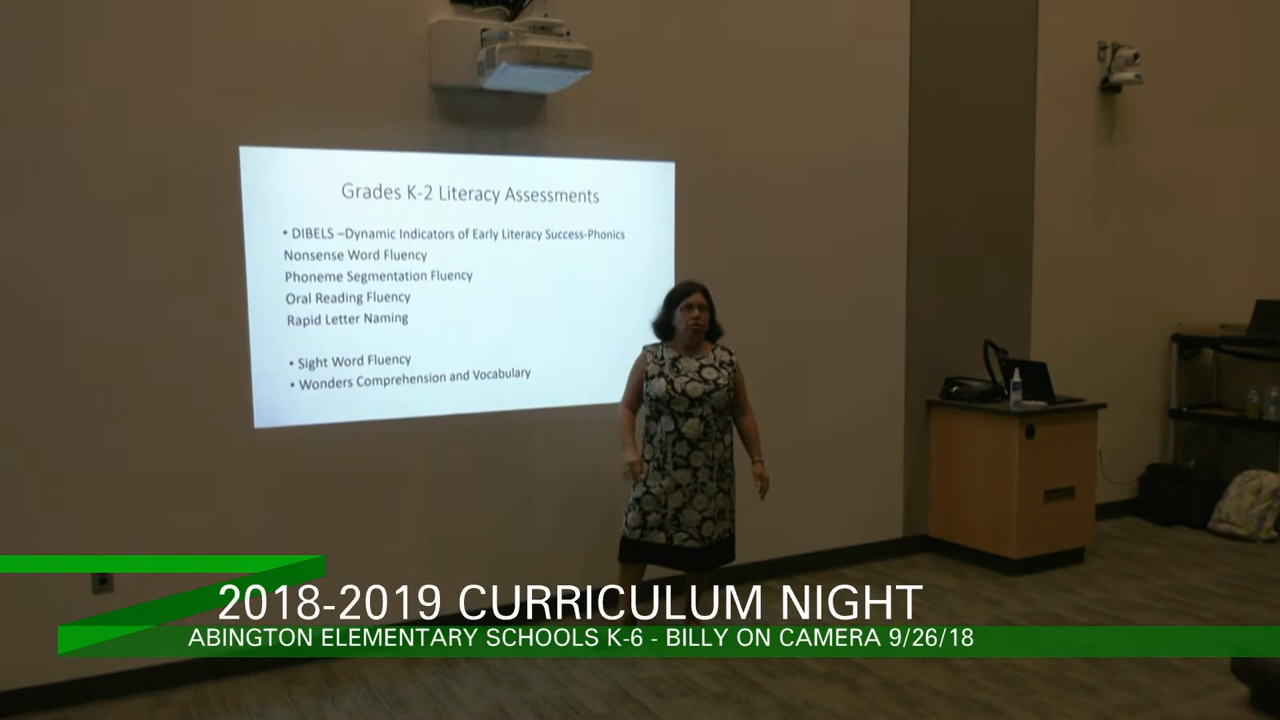 Grades K-2 Literacy Assessments
• DIBELS –Dynamic Indicators of Early Literacy Success-Phonics
Nonsense Word Fluency
Phoneme Segmentation Fluency
Oral Reading Fluency
Rapid Letter Naming
• Sight Word Fluency
• Wonders Comprehension and Vocabulary
2018-2019 CURRICULUM NIGHT
ABINGTON ELEMENTARY SCHOOLS K-6 - BILLY ON CAMERA 9/26/18